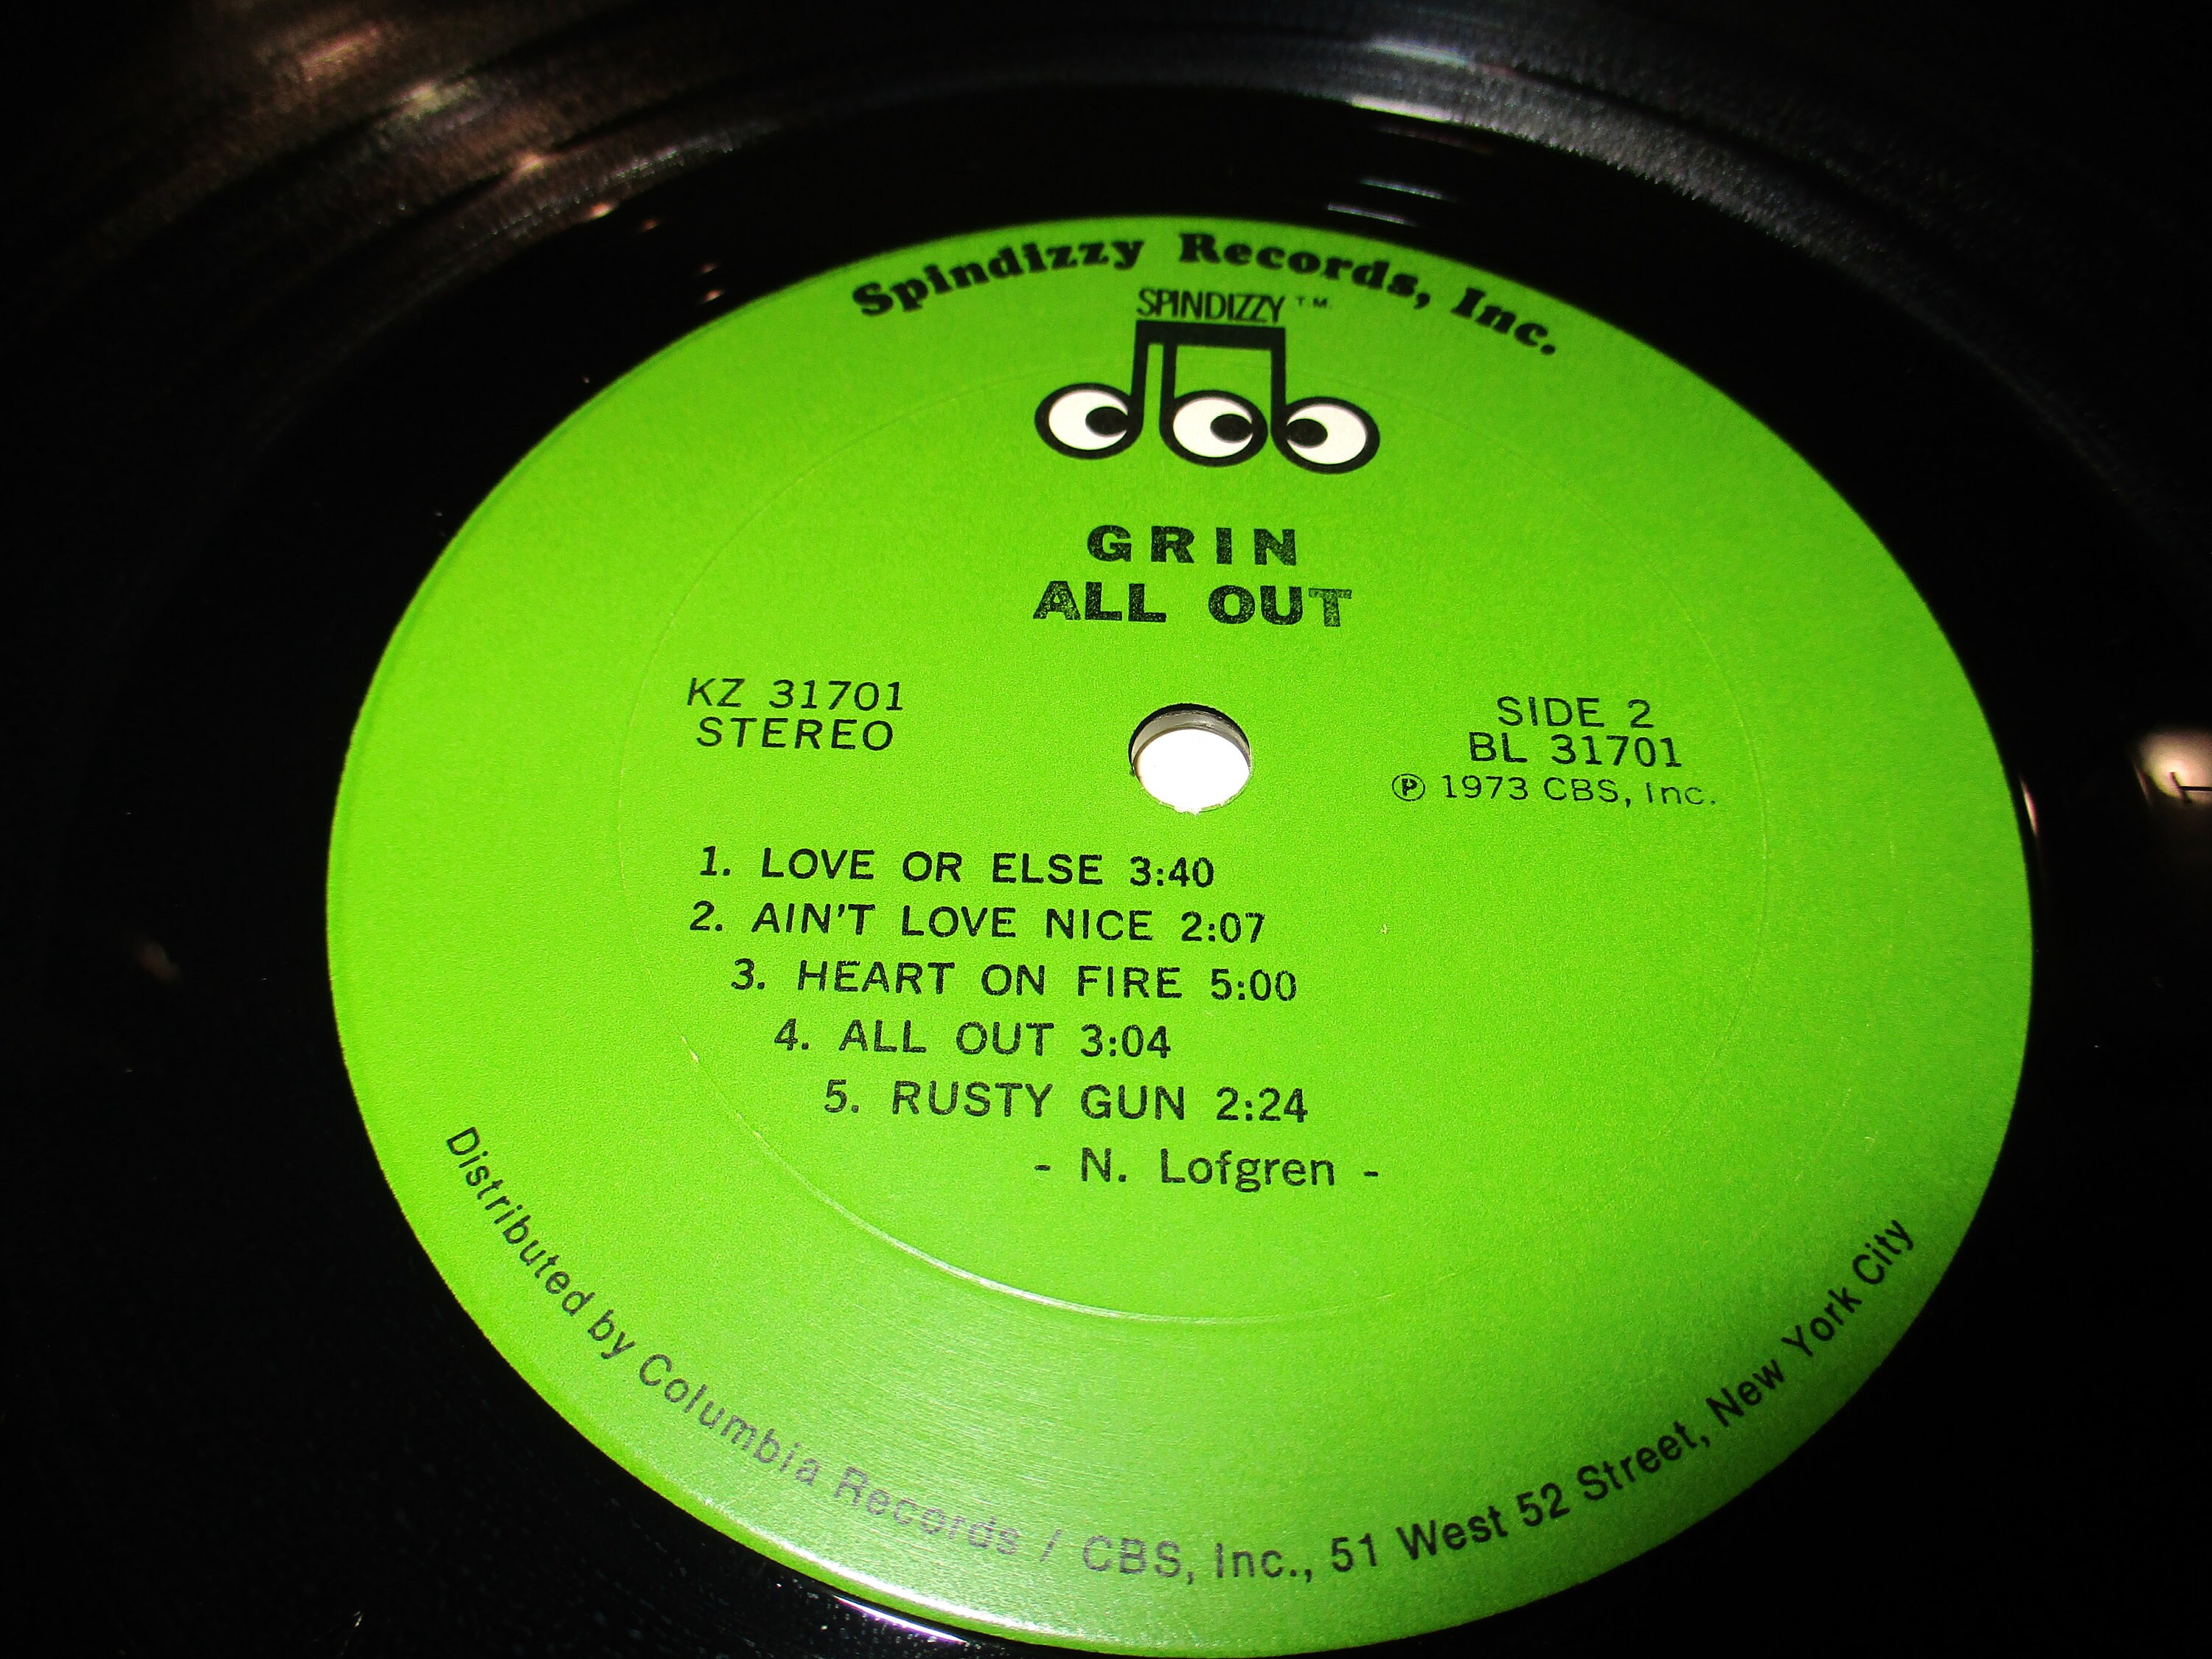 Spindizzy Records, Inc.
SPINDIZZY T.M.
GRIN
ALL OUT
KZ 31701
STEREO
SIDE 2
BL 31701
Ⓟ 1973 CBS, Inc.
1. LOVE OR ELSE 3:40
2. AIN'T LOVE NICE 2:07
3. HEART ON FIRE 5:00
4. ALL OUT 3:04
5. RUSTY GUN 2:24
- N. Lofgren -
Distributed by Columbia Records / CBS, Inc., 51 West 52 Street, New York City